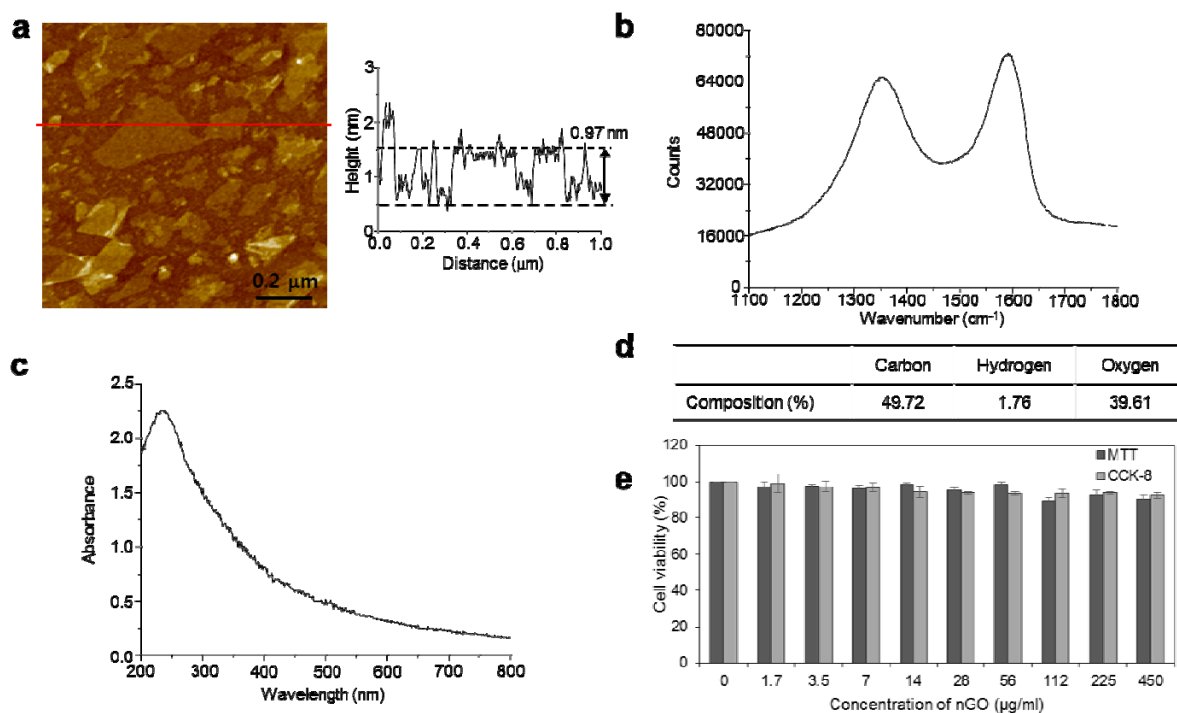 a
0.2 μm
3
2
1
0
Height (nm)
0.97 nm
0.0 0.2 0.4 0.6 0.8 1.0
Distance (μm)
b
80000
64000
48000
32000
16000
0
Counts
1100 1200 1300 1400 1500 1600 1700 1800
Wavenumber (cm⁻¹)
c
2.5
2.0
1.5
1.0
0.5
0.0
Absorbance
200 300 400 500 600 700 800
Wavelength (nm)
d
Carbon Hydrogen Oxygen
Composition (%) 49.72 1.76 39.61
e
120
100
80
60
40
20
0
Cell viability (%)
MTT
CCK-8
0 1.7 3.5 7 14 28 56 112 225 450
Concentration of nGO (μg/ml)